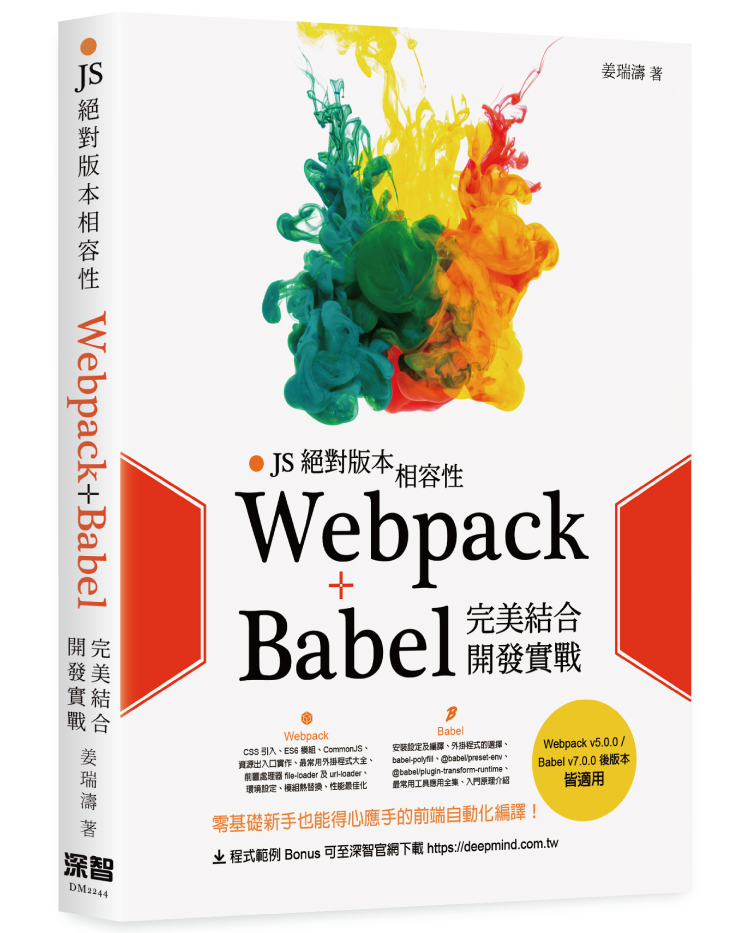 JS 絕對版本相容性 Webpack+Babel 完美結合
開發實戰
姜瑞濤 著
深智
DM2244
姜瑞濤 著
JS 絕對版本相容性
Webpack
+
Babel
完美結合
開發實戰
Webpack
CSS 引入、ES6 模組、CommonJS、
資源出入口實作、最常用外掛程式大全、
前置處理器 file-loader 及 url-loader、
環境設定、模組熱替換、性能最佳化
Babel
安裝設定及編譯、外掛程式的選擇、
babel-polyfill、@babel/preset-env、
@babel/plugin-transform-runtime、
最常用工具應用全集、入門原理介紹
Webpack v5.0.0 /
Babel v7.0.0 後版本
皆適用
零基礎新手也能得心應手的前端自動化編譯！
程式範例 Bonus 可至深智官網下載 https://deepmind.com.tw